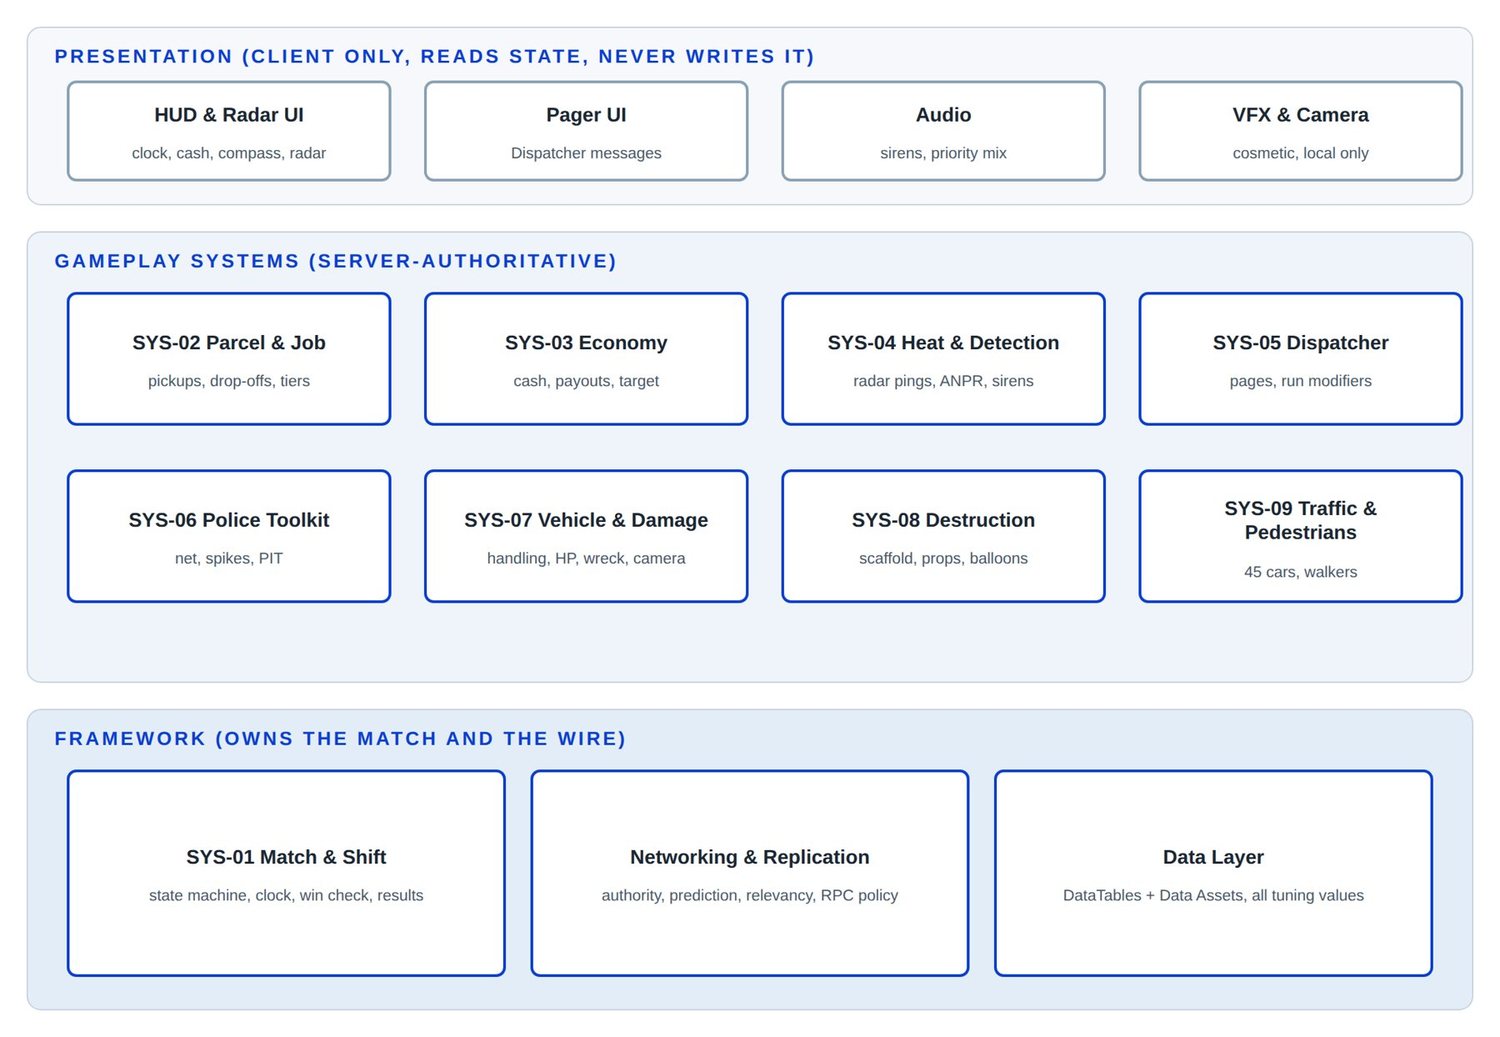 PRESENTATION (CLIENT ONLY, READS STATE, NEVER WRITES IT)
HUD & Radar UI
clock, cash, compass, radar
Pager UI
Dispatcher messages
Audio
sirens, priority mix
VFX & Camera
cosmetic, local only
GAMEPLAY SYSTEMS (SERVER-AUTHORITATIVE)
SYS-02 Parcel & Job
pickups, drop-offs, tiers
SYS-03 Economy
cash, payouts, target
SYS-04 Heat & Detection
radar pings, ANPR, sirens
SYS-05 Dispatcher
pages, run modifiers
SYS-06 Police Toolkit
net, spikes, PIT
SYS-07 Vehicle & Damage
handling, HP, wreck, camera
SYS-08 Destruction
scaffold, props, balloons
SYS-09 Traffic &
Pedestrians
45 cars, walkers
FRAMEWORK (OWNS THE MATCH AND THE WIRE)
SYS-01 Match & Shift
state machine, clock, win check, results
Networking & Replication
authority, prediction, relevancy, RPC policy
Data Layer
DataTables + Data Assets, all tuning values